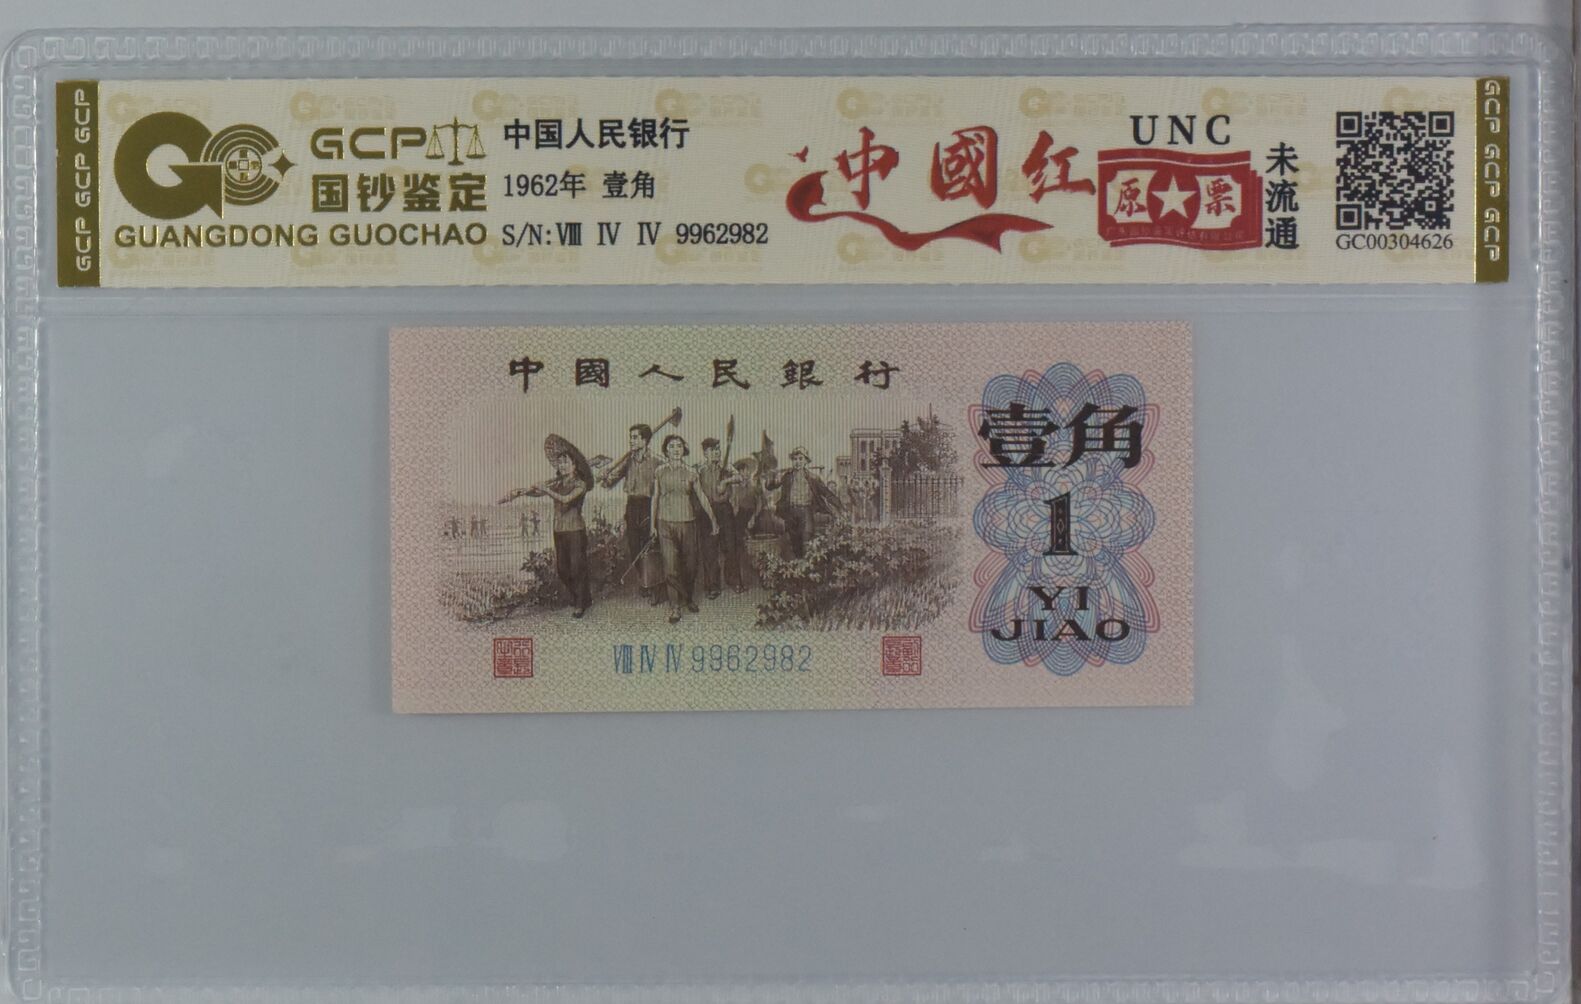 GCP GCP GCP
GCP
国钞鉴定
GUANGDONG GUOCHAO
中国人民银行
1962年 壹角
S/N:Ⅷ Ⅳ Ⅳ 9962982
中國红
原票
UNC
未流通
GC00304626
GCP GCP GCP
中國人民銀行
壹角
1
YI
JIAO
Ⅷ Ⅳ Ⅳ 9962982